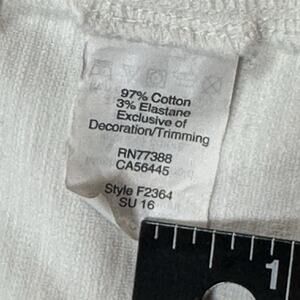 97% Cotton
3% Elastane
Exclusive of
Decoration/Trimming
RN77388
CA56445
Style F2364
SU 16
1